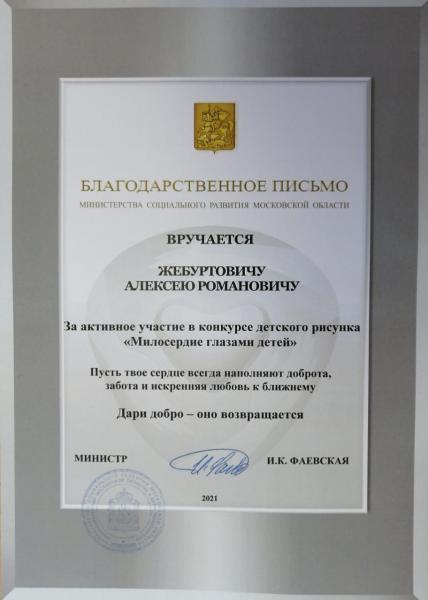 БЛАГОДАРСТВЕННОЕ ПИСЬМО
МИНИСТЕРСТВА СОЦИАЛЬНОГО РАЗВИТИЯ МОСКОВСКОЙ ОБЛАСТИ
ВРУЧАЕТСЯ
ЖЕБУРТОВИЧУ
АЛЕКСЕЮ РОМАНОВИЧУ
За активное участие в конкурсе детского рисунка
«Милосердие глазами детей»
Пусть твое сердце всегда наполняют доброта,
забота и искренняя любовь к ближнему
Дари добро – оно возвращается
МИНИСТР И.К. ФАЕВСКАЯ
2021